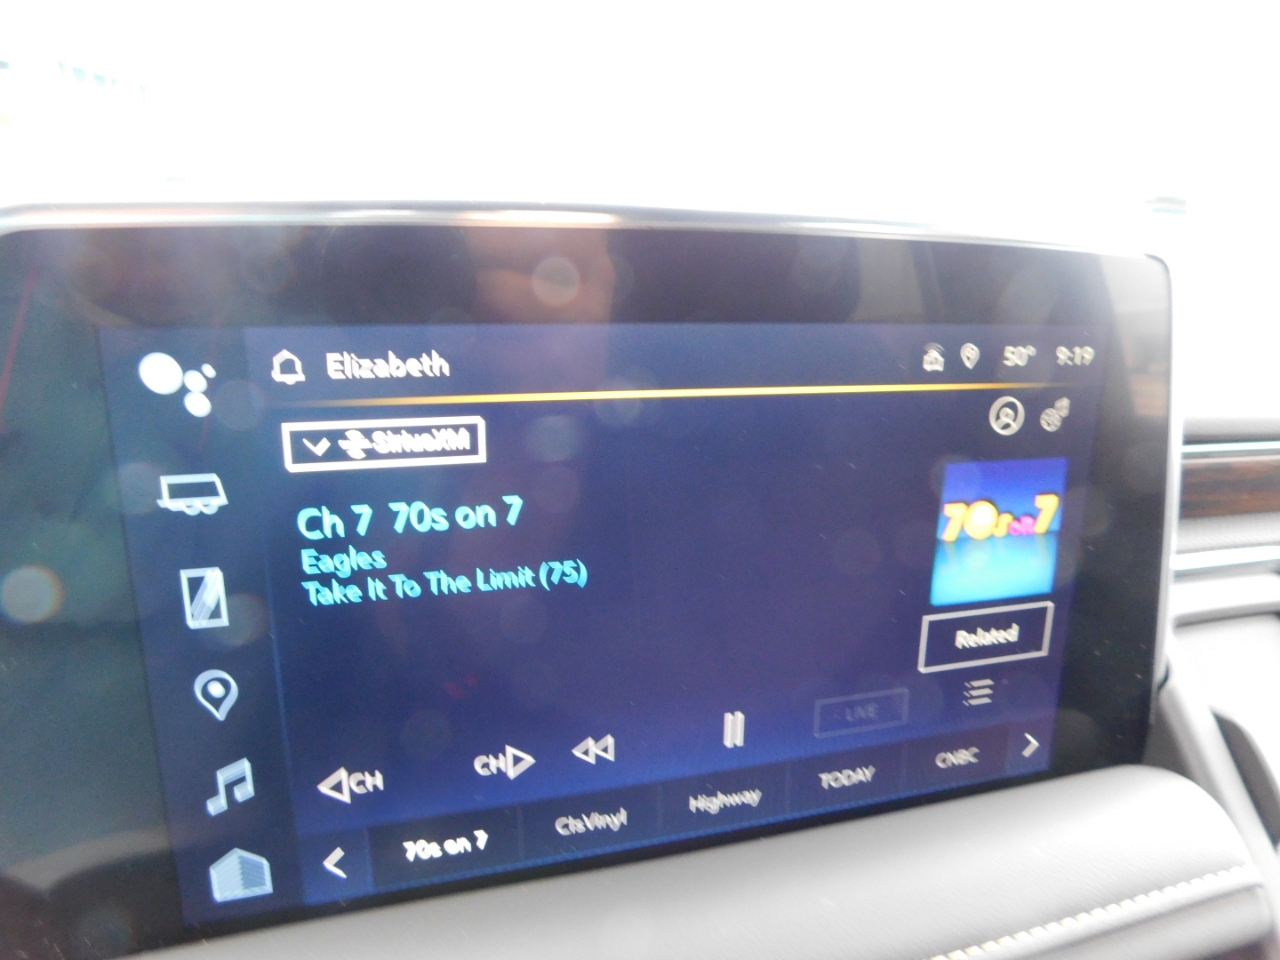 Elizabeth
50° 9:19
SiriusXM
Ch 7 70s on 7
Eagles
Take It To The Limit (75)
70s on 7
Related
LIVE
CH CH
70s on 7 ClsVinyl Highway TODAY CNBC